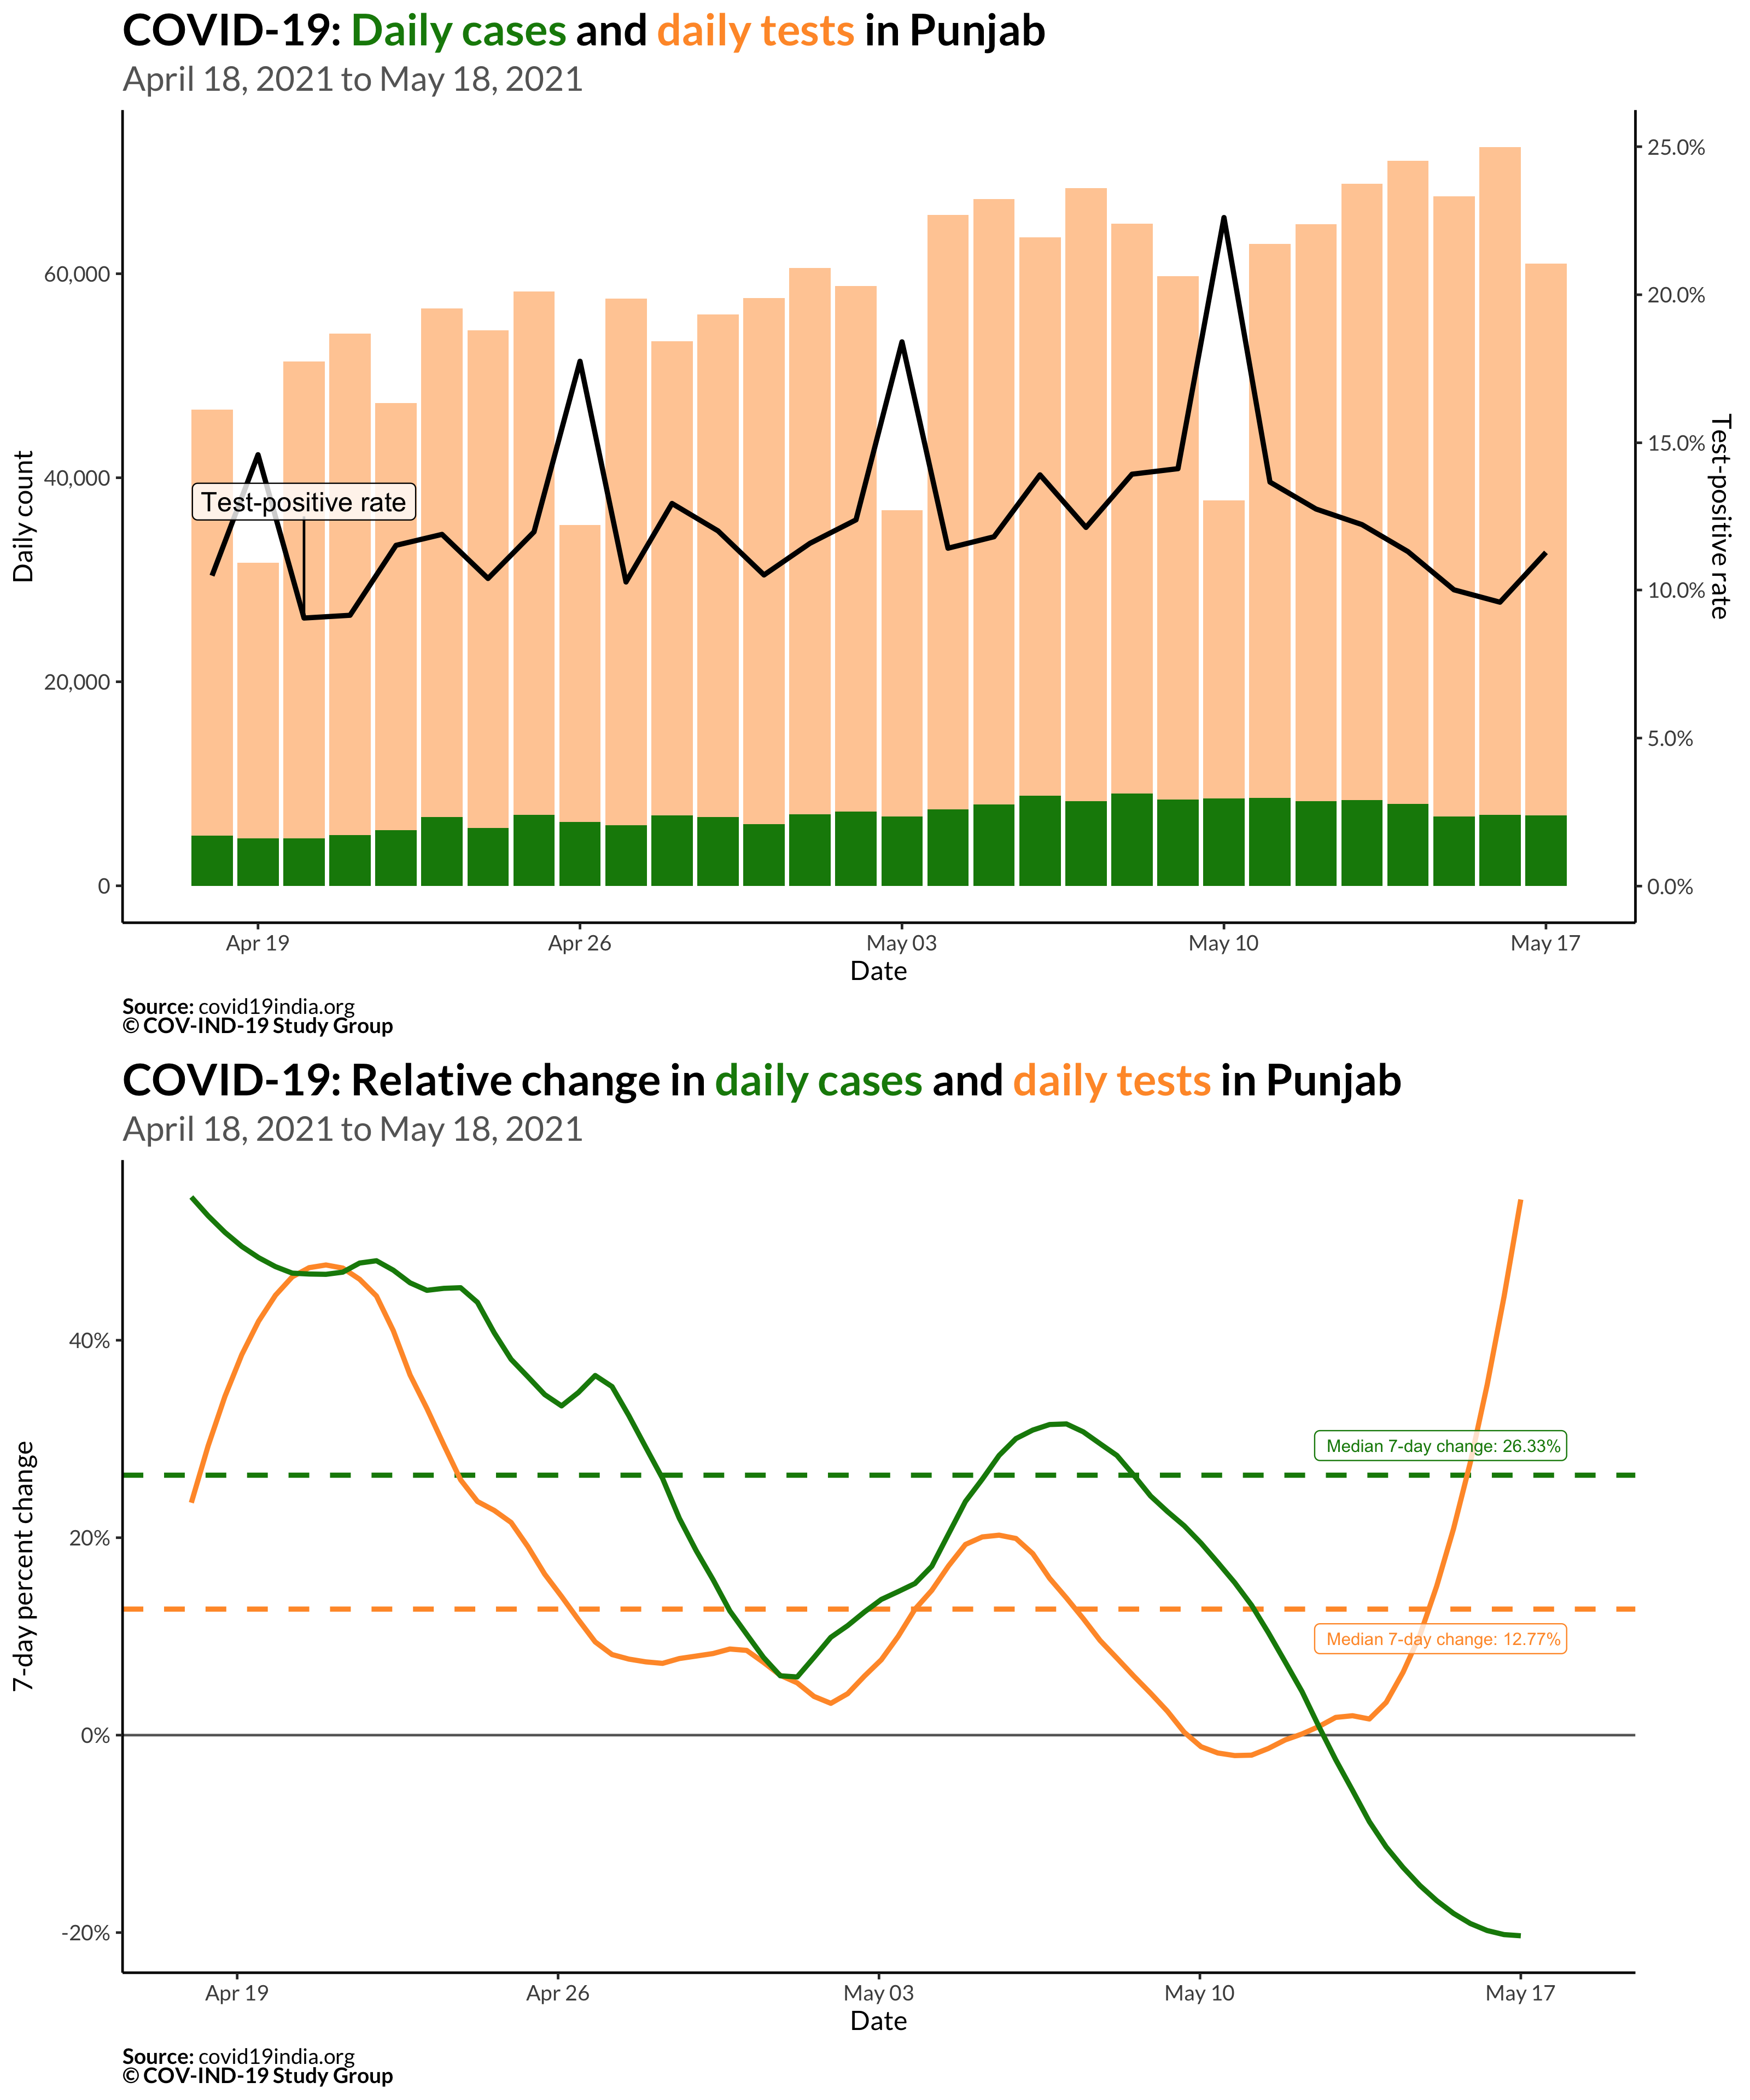 COVID-19: Daily cases and daily tests in Punjab
April 18, 2021 to May 18, 2021
Daily count
60,000
40,000
20,000
0
Test-positive rate
25.0%
20.0%
15.0%
10.0%
5.0%
0.0%
Test-positive rate
Apr 19
Apr 26
May 03
May 10
May 17
Date
Source: covid19india.org
© COV-IND-19 Study Group
COVID-19: Relative change in daily cases and daily tests in Punjab
April 18, 2021 to May 18, 2021
7-day percent change
40%
20%
0%
-20%
Median 7-day change: 26.33%
Median 7-day change: 12.77%
Apr 19
Apr 26
May 03
May 10
May 17
Date
Source: covid19india.org
© COV-IND-19 Study Group